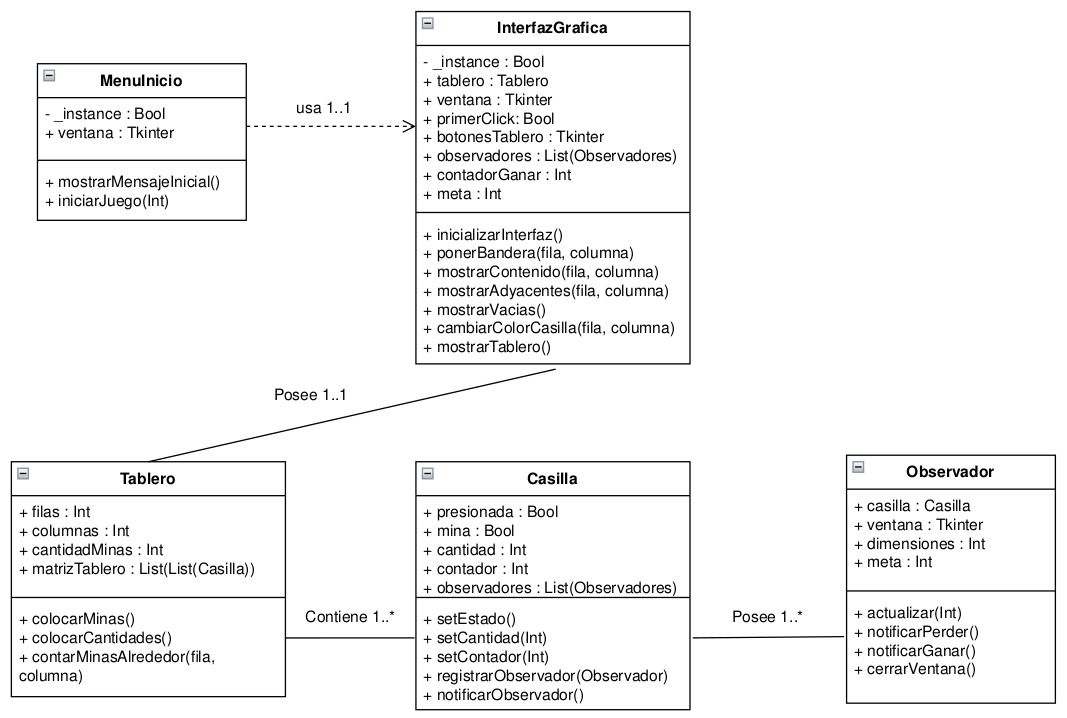 InterfazGrafica
- _instance : Bool
+ tablero : Tablero
+ ventana : Tkinter
+ primerClick: Bool
+ botonesTablero : Tkinter
+ observadores : List(Observadores)
+ contadorGanar : Int
+ meta : Int
+ inicializarInterfaz()
+ ponerBandera(fila, columna)
+ mostrarContenido(fila, columna)
+ mostrarAdyacentes(fila, columna)
+ mostrarVacias()
+ cambiarColorCasilla(fila, columna)
+ mostrarTablero()
MenuInicio
- _instance : Bool
+ ventana : Tkinter
+ mostrarMensajeInicial()
+ iniciarJuego(Int)
usa 1..1
Posee 1..1
Tablero
+ filas : Int
+ columnas : Int
+ cantidadMinas : Int
+ matrizTablero : List(List(Casilla))
+ colocarMinas()
+ colocarCantidades()
+ contarMinasAlrededor(fila,
columna)
Contiene 1..*
Casilla
+ presionada : Bool
+ mina : Bool
+ cantidad : Int
+ contador : Int
+ observadores : List(Observadores)
+ setEstado()
+ setCantidad(Int)
+ setContador(Int)
+ registrarObservador(Observador)
+ notificarObservador()
Posee 1..*
Observador
+ casilla : Casilla
+ ventana : Tkinter
+ dimensiones : Int
+ meta : Int
+ actualizar(Int)
+ notificarPerder()
+ notificarGanar()
+ cerrarVentana()